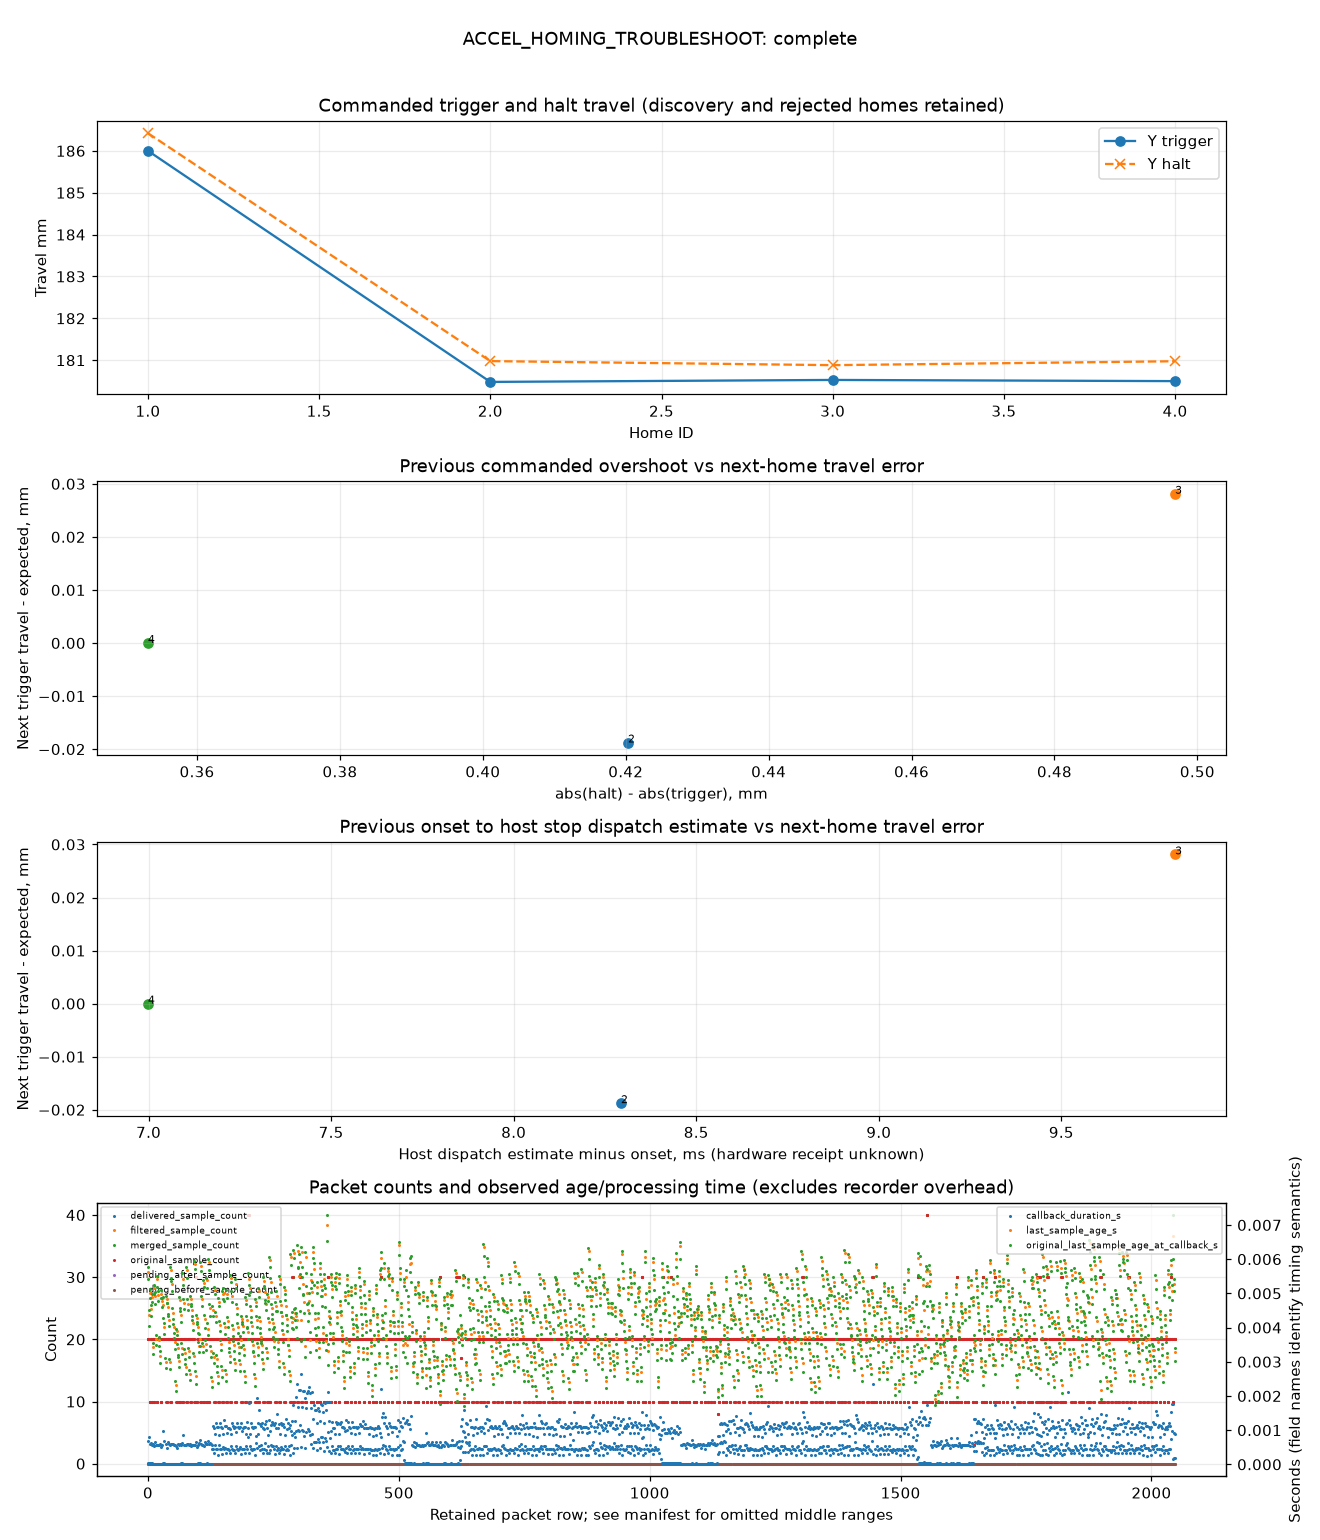 ACCEL_HOMING_TROUBLESHOOT: complete
Commanded trigger and halt travel (discovery and rejected homes retained)
Travel mm
186
185
184
183
182
181
Y trigger
Y halt
1.0 1.5 2.0 2.5 3.0 3.5 4.0
Home ID
Previous commanded overshoot vs next-home travel error
Next trigger travel - expected, mm
0.03
0.02
0.01
0.00
−0.01
−0.02
3
4
2
0.36 0.38 0.40 0.42 0.44 0.46 0.48 0.50
abs(halt) - abs(trigger), mm
Previous onset to host stop dispatch estimate vs next-home travel error
Next trigger travel - expected, mm
0.03
0.02
0.01
0.00
−0.01
−0.02
3
4
2
7.0 7.5 8.0 8.5 9.0 9.5
Host dispatch estimate minus onset, ms (hardware receipt unknown)
Packet counts and observed age/processing time (excludes recorder overhead)
Count
40
30
20
10
0
delivered_sample_count
filtered_sample_count
merged_sample_count
original_sample_count
pending_after_sample_count
pending_before_sample_count
callback_duration_s
last_sample_age_s
original_last_sample_age_at_callback_s
0.007
0.006
0.005
0.004
0.003
0.002
0.001
0.000
Seconds (field names identify timing semantics)
0 500 1000 1500 2000
Retained packet row; see manifest for omitted middle ranges